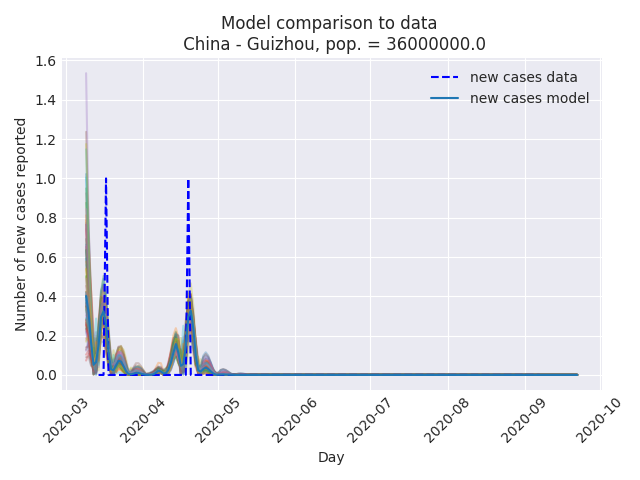 Model comparison to data
China - Guizhou, pop. = 36000000.0
new cases data
new cases model
Number of new cases reported
1.6
1.4
1.2
1.0
0.8
0.6
0.4
0.2
0.0
2020-03
2020-04
2020-05
2020-06
2020-07
2020-08
2020-09
2020-10
Day